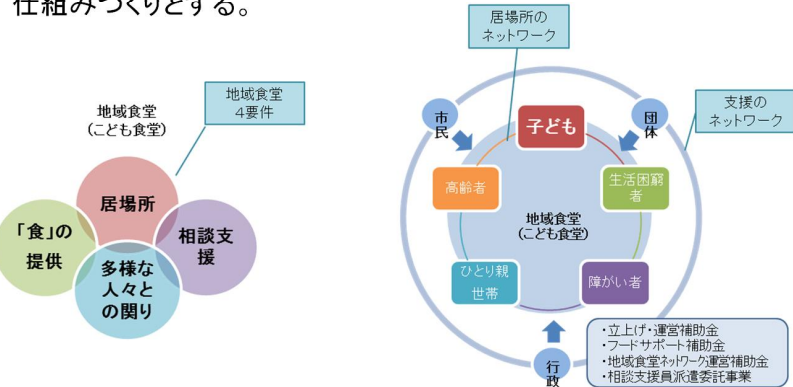 仕組みづくりとする。
地域食堂
(こども食堂)
地域食堂
4要件
居場所
「食」の
提供
相談支
援
多様な
人々と
の関り
居場所の
ネットワーク
支援の
ネットワーク
市民
団体
子ども
高齢者
生活困窮
者
地域食堂
(こども食堂)
ひとり親
世帯
障がい者
行政
・立上げ・運営補助金
・フードサポート補助金
・地域食堂ネットワーク運営補助金
・相談支援員派遣委託事業